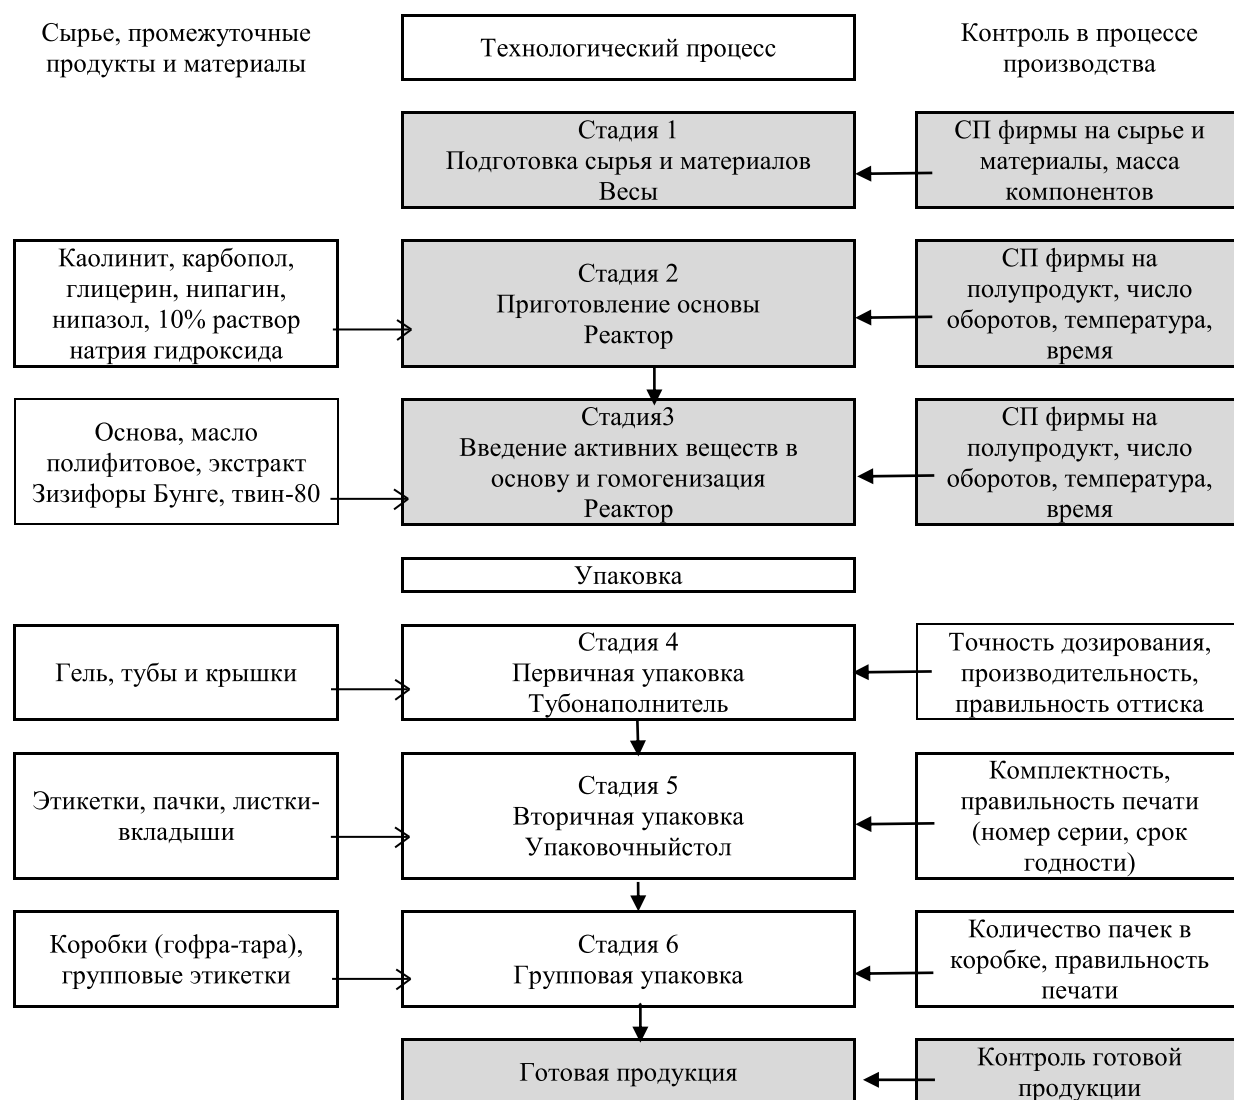 Сырье, промежуточные
продукты и материалы
Технологический процесс
Контроль в процессе
производства
Стадия 1
Подготовка сырья и материалов
Весы
СП фирмы на сырье и
материалы, масса
компонентов
Каолинит, карбопол,
глицерин, нипагин,
нипазол, 10% раствор
натрия гидроксида
Стадия 2
Приготовление основы
Реактор
СП фирмы на
полупродукт, число
оборотов, температура,
время
Основа, масло
полифитовое, экстракт
Зизифоры Бунге, твин-80
Стадия3
Введение активних веществ в
основу и гомогенизация
Реактор
СП фирмы на
полупродукт, число
оборотов, температура,
время
Упаковка
Гель, тубы и крышки
Стадия 4
Первичная упаковка
Тубонаполнитель
Точность дозирования,
производительность,
правильность оттиска
Этикетки, пачки, листки-
вкладыши
Стадия 5
Вторичная упаковка
Упаковочныйстол
Комплектность,
правильность печати
(номер серии, срок
годности)
Коробки (гофра-тара),
групповые этикетки
Стадия 6
Групповая упаковка
Количество пачек в
коробке, правильность
печати
Готовая продукция
Контроль готовой
продукции